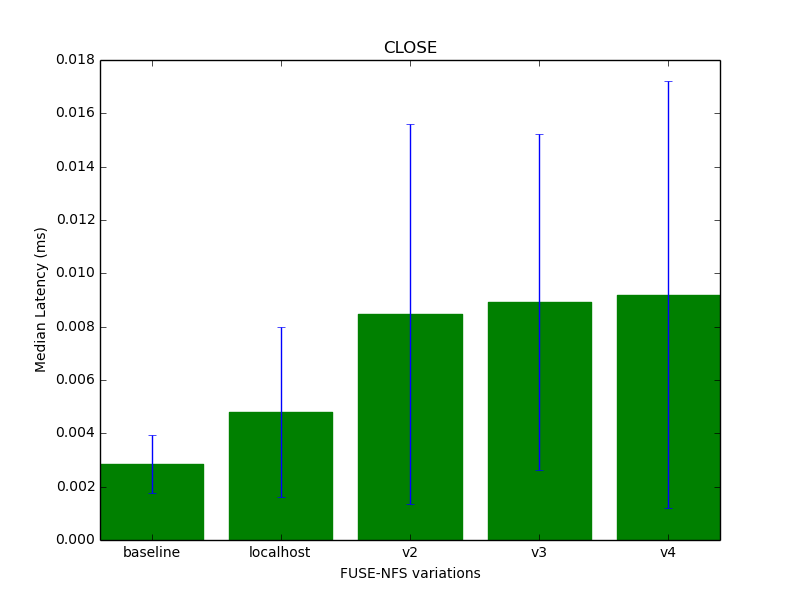 CLOSE
0.018
0.016
0.014
0.012
0.010
0.008
0.006
0.004
0.002
0.000
Median Latency (ms)
baseline localhost v2 v3 v4
FUSE-NFS variations